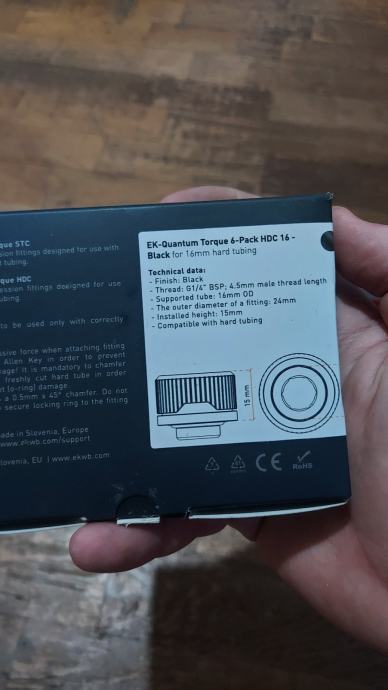 que STC
ession fittings designed for use with
t tubing.
que HDC
ession fittings designed for use
tubing.
to be used only with correctly
ssive force when attaching fitting
Allen Key in order to prevent
age! It is mandatory to chamfer
freshly cut hard tube in order
et (o-ring) damage.
a 0.5mm x 45° chamfer. Do not
secure locking ring to the fitting
ade in Slovenia, Europe
.ekwb.com/support
lovenia, EU | www.ekwb.com
EK-Quantum Torque 6-Pack HDC 16 -
Black for 16mm hard tubing
Technical data:
- Finish: Black
- Thread: G1/4" BSP; 4.5mm male thread length
- Supported tube: 16mm OD
- The outer diameter of a fitting: 24mm
- Installed height: 15mm
- Compatible with hard tubing
15 mm
CE
RoHS